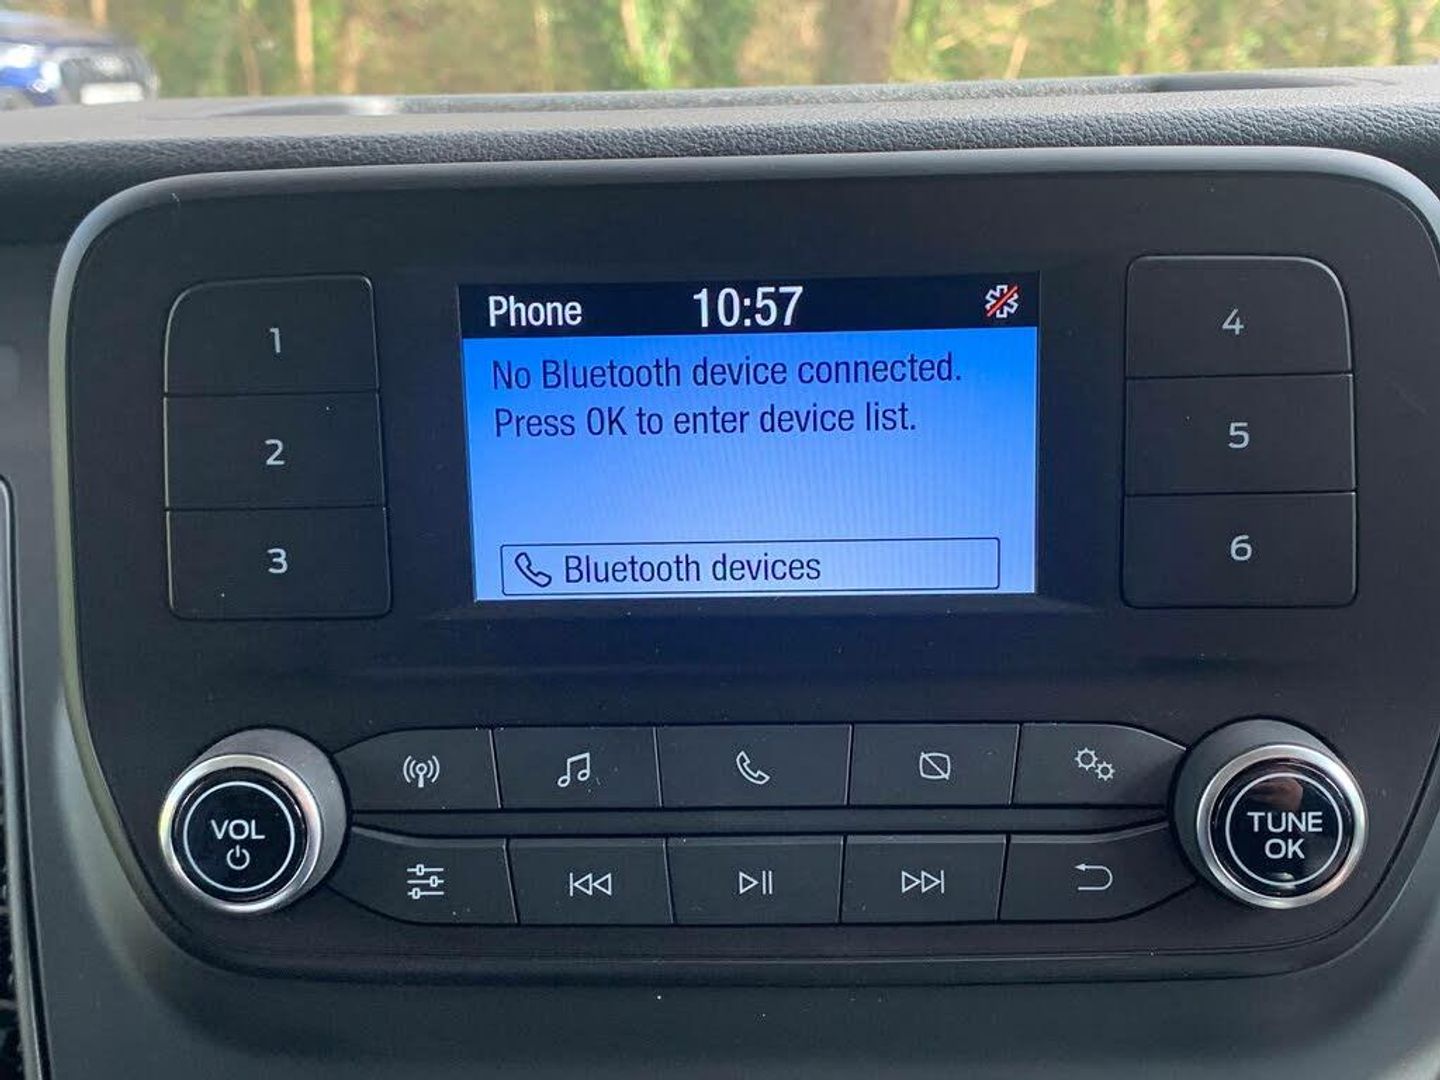 Phone 10:57
No Bluetooth device connected.
Press OK to enter device list.
Bluetooth devices
1
2
3
4
5
6
VOL
TUNE
OK